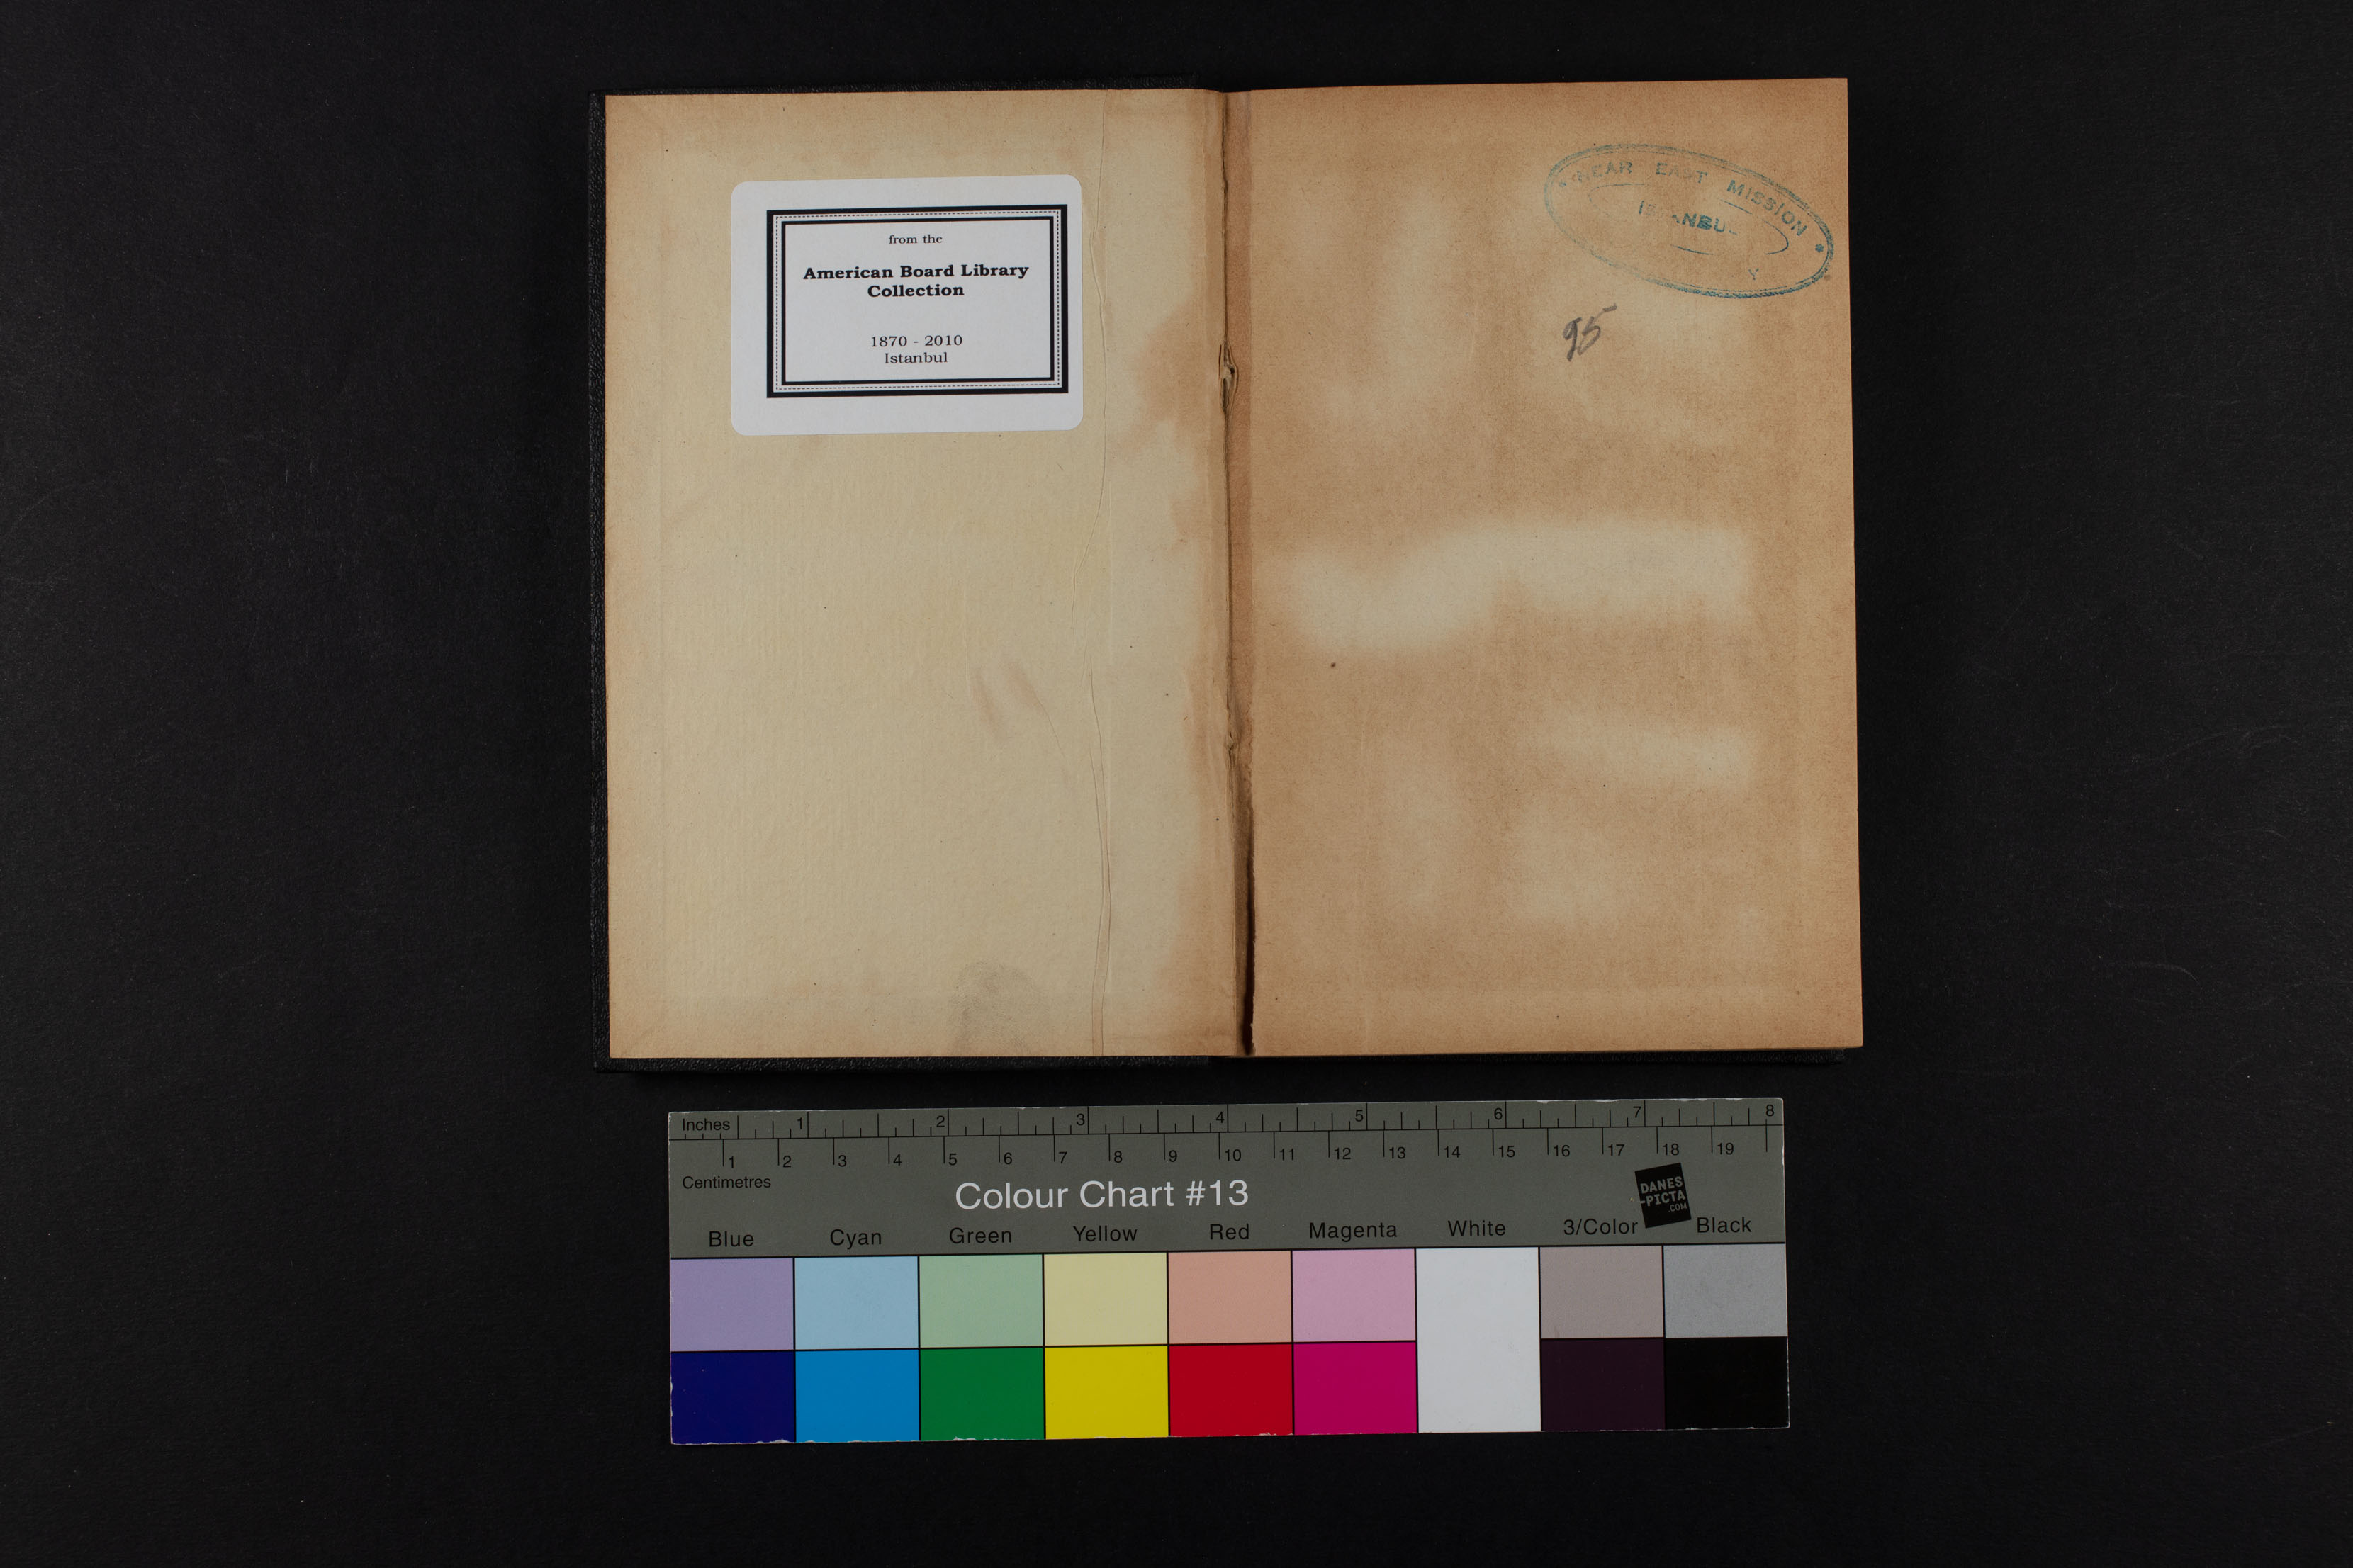 from the
American Board Library
Collection
1870 - 2010
Istanbul
NEAR EAST MISSION
95
Inches 1 2 3 4 5 6 7 8
1 2 3 4 5 6 7 8 9 10 11 12 13 14 15 16 17 18 19
Centimetres
Colour Chart #13
DANES
-PICTA
.COM
Blue Cyan Green Yellow Red Magenta White 3/Color Black